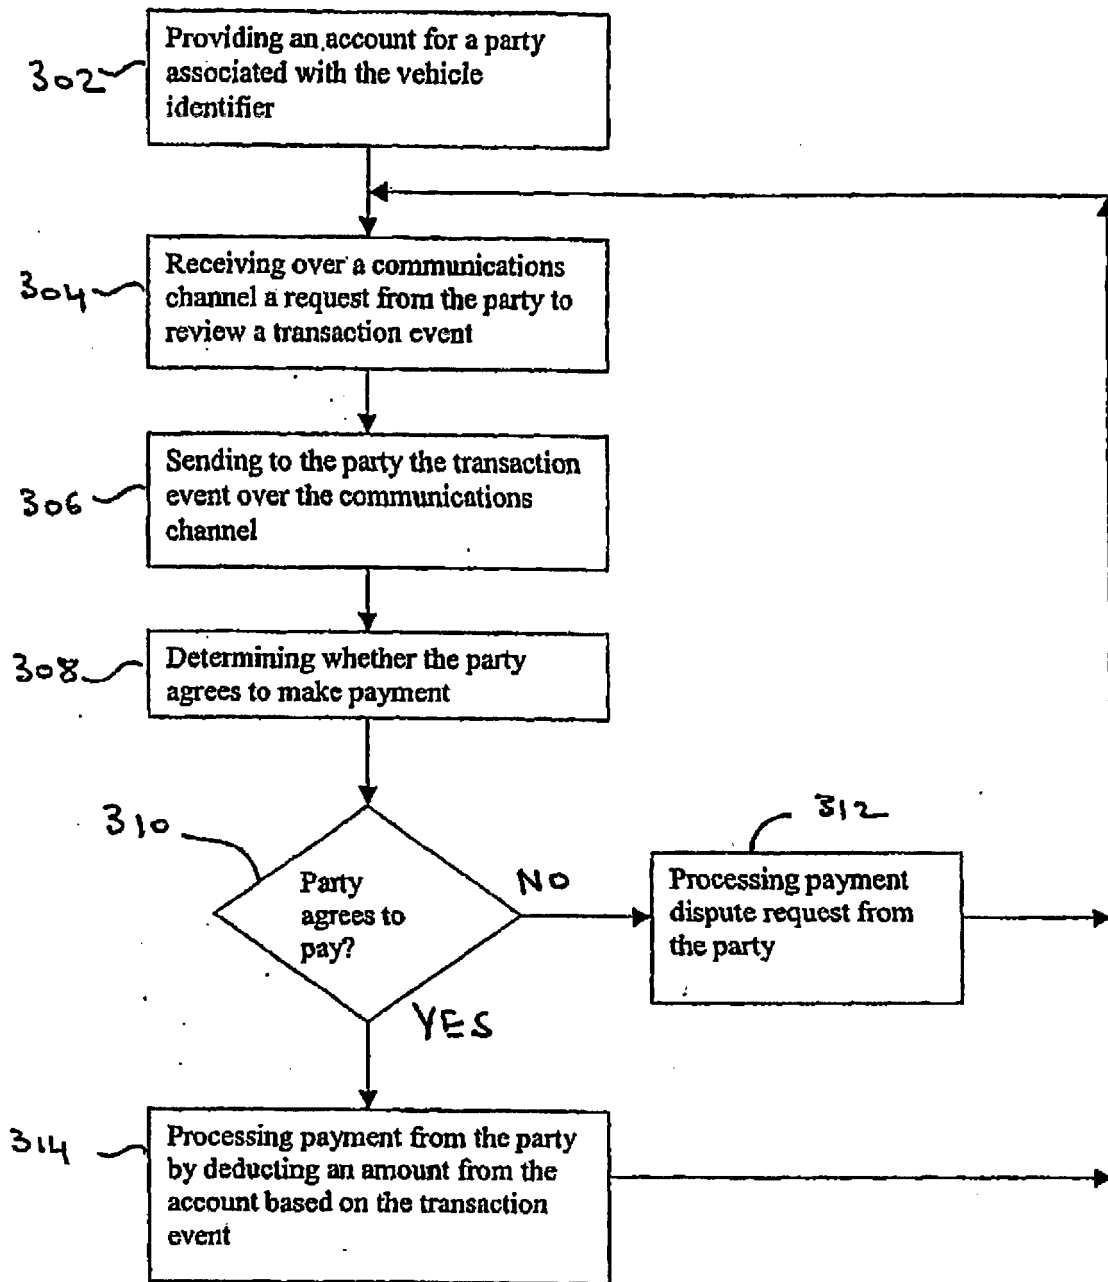 302
Providing an account for a party
associated with the vehicle
identifier
304
Receiving over a communications
channel a request from the party to
review a transaction event
306
Sending to the party the transaction
event over the communications
channel
308
Determining whether the party
agrees to make payment
310
Party
agrees to
pay?
NO
312
Processing payment
dispute request from
the party
YES
314
Processing payment from the party
by deducting an amount from the
account based on the transaction
event